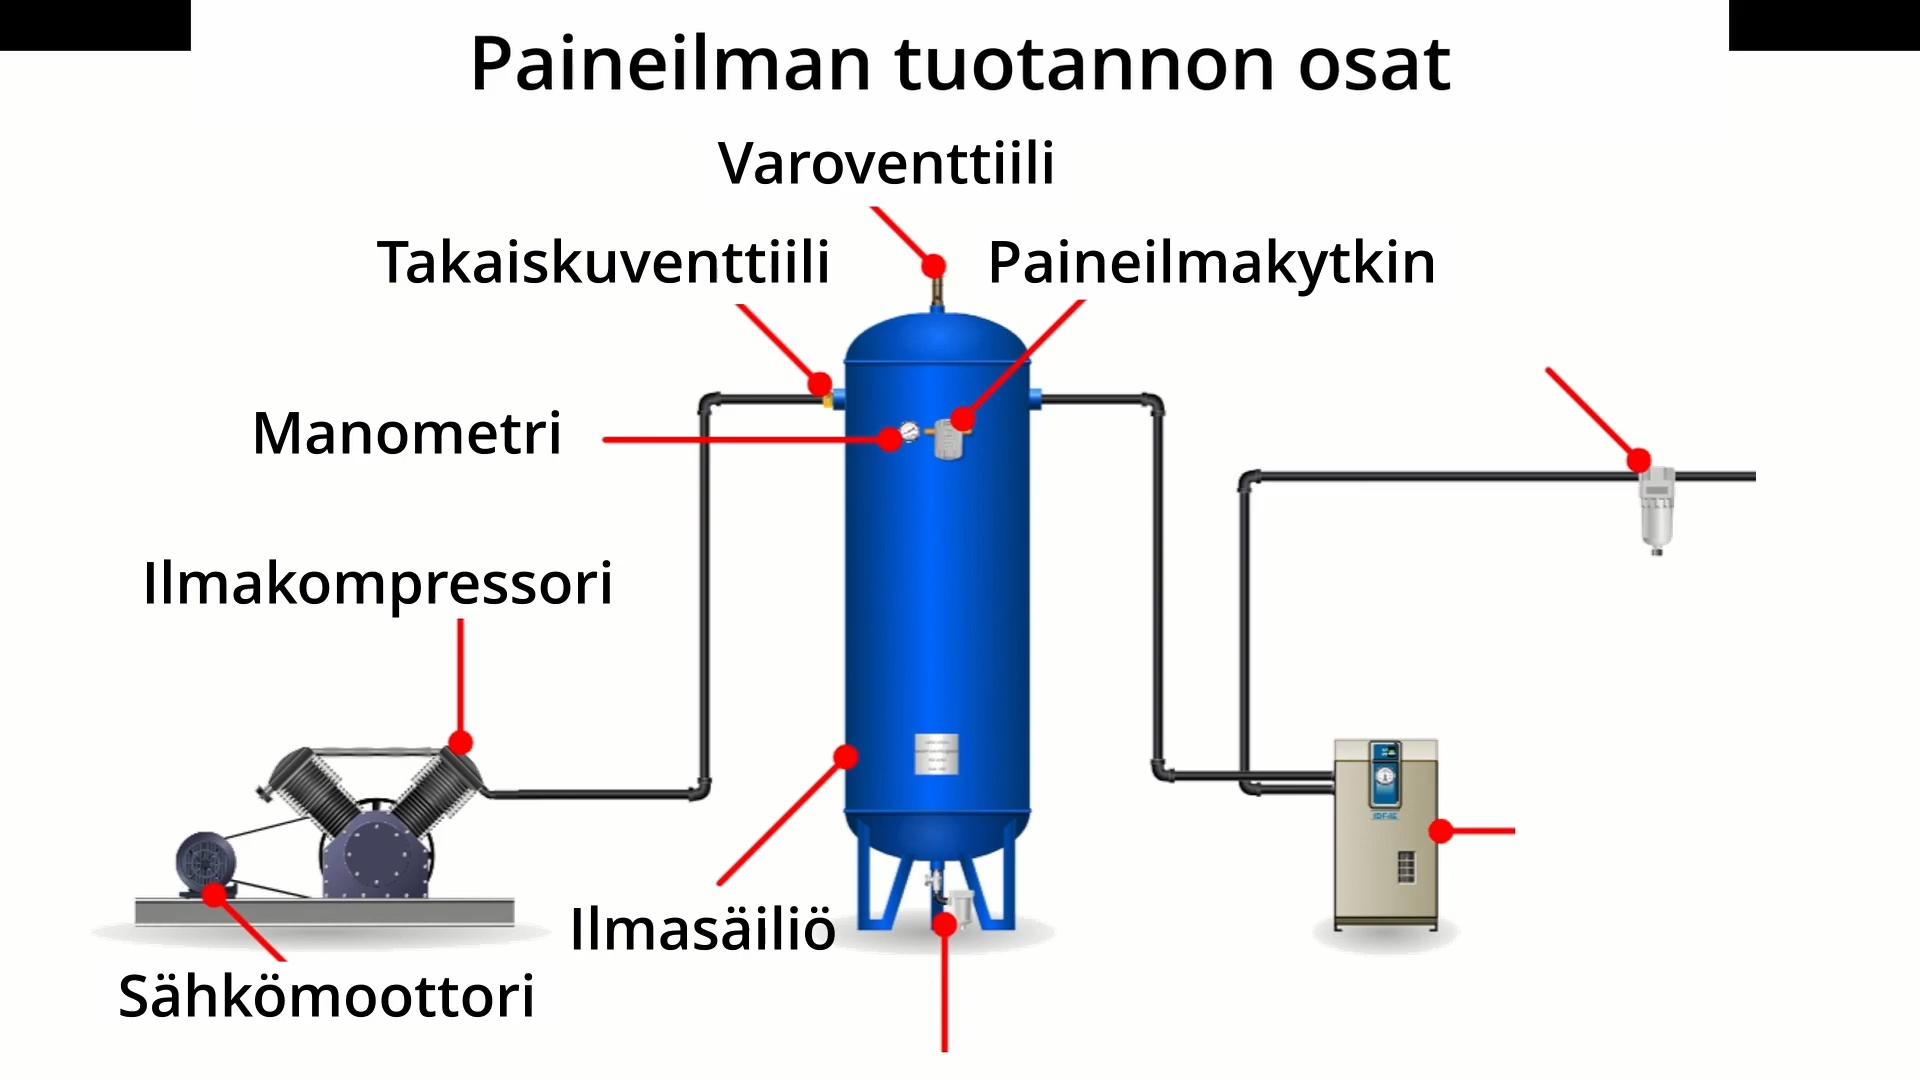 Paineilman tuotannon osat
Varoventtiili
Takaiskuventtiili
Paineilmakytkin
Manometri
Ilmakompressori
Ilmasäiliö
Sähkömoottori